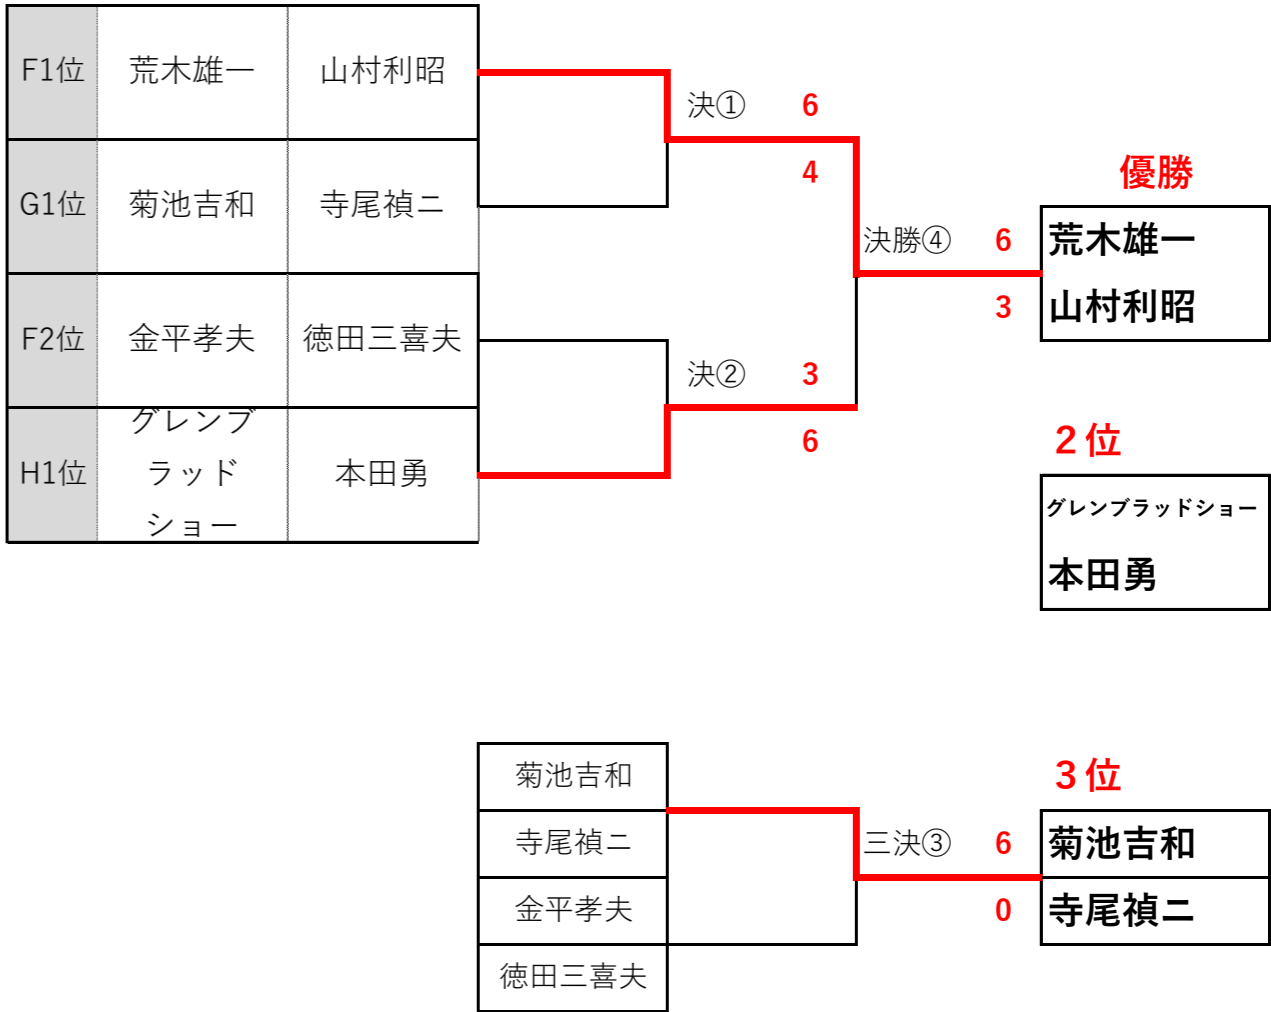 F1位 荒木雄一 山村利昭
決① 6
4
優勝
G1位 菊池吉和 寺尾禎ニ
決勝④ 6 荒木雄一
3 山村利昭
F2位 金平孝夫 徳田三喜夫
決② 3
6
２位
グレンブ
ラッド
ショー
H1位 本田勇
グレンブラッドショー
本田勇
菊池吉和
３位
寺尾禎ニ
三決③ 6 菊池吉和
金平孝夫
0 寺尾禎ニ
徳田三喜夫